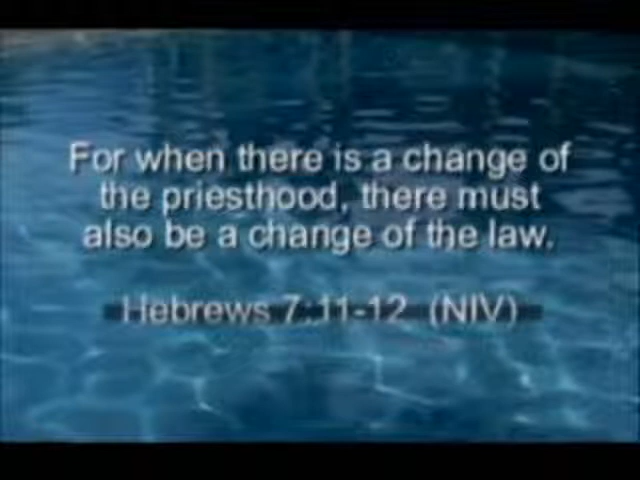 For when there is a change of
the priesthood, there must
also be a change of the law.
Hebrews 7:11-12 (NIV)